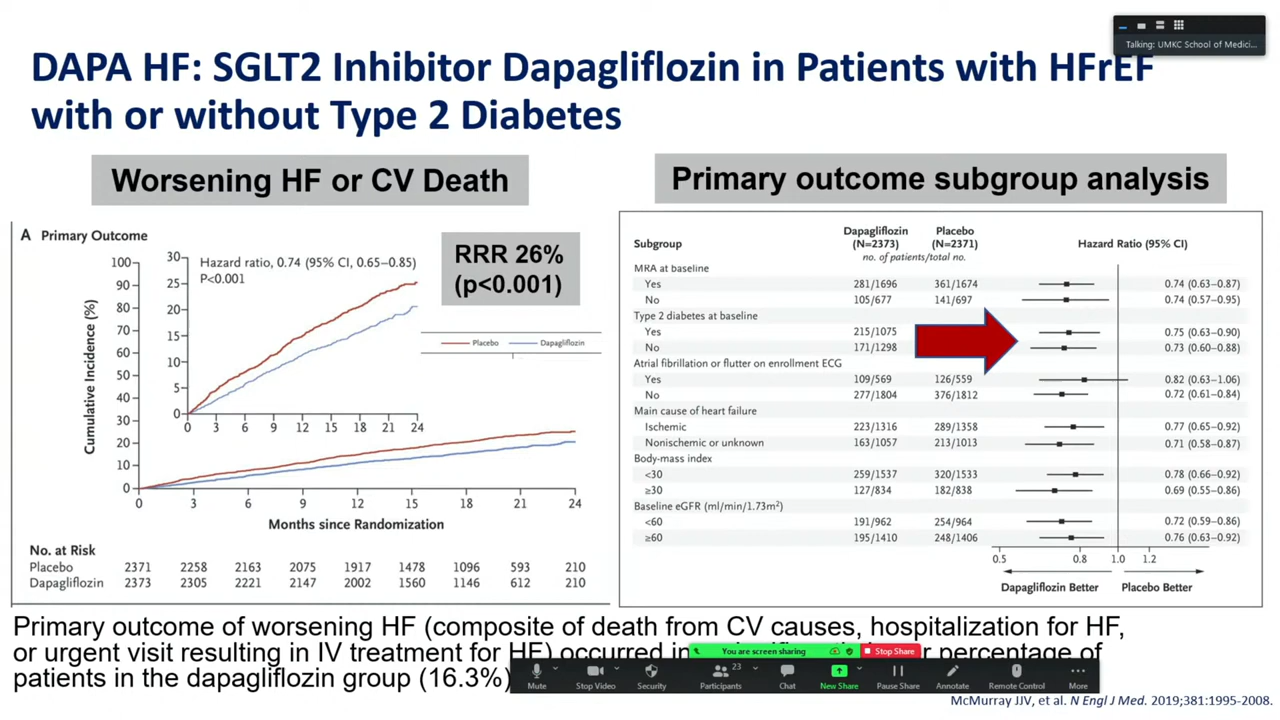 Talking: UMKC School of Medici...
DAPA HF: SGLT2 Inhibitor Dapagliflozin in Patients with HFrEF
with or without Type 2 Diabetes
Worsening HF or CV Death
A Primary Outcome
Hazard ratio, 0.74 (95% CI, 0.65–0.85)
P<0.001
RRR 26%
(p<0.001)
Placebo Dapagliflozin
Cumulative Incidence (%)
100
90
80
70
60
50
40
30
20
10
0
30
25
20
15
10
5
0
0 3 6 9 12 15 18 21 24
0 3 6 9 12 15 18 21 24
Months since Randomization
No. at Risk
Placebo 2371 2258 2163 2075 1917 1478 1096 593 210
Dapagliflozin 2373 2305 2221 2147 2002 1560 1146 612 210
Primary outcome subgroup analysis
Subgroup Dapagliflozin (N=2373) Placebo (N=2371) Hazard Ratio (95% CI)
no. of patients/total no.
MRA at baseline
Yes 281/1696 361/1674 0.74 (0.63–0.87)
No 105/677 141/697 0.74 (0.57–0.95)
Type 2 diabetes at baseline
Yes 215/1075 0.75 (0.63–0.90)
No 171/1298 0.73 (0.60–0.88)
Atrial fibrillation or flutter on enrollment ECG
Yes 109/569 126/559 0.82 (0.63–1.06)
No 277/1804 376/1812 0.72 (0.61–0.84)
Main cause of heart failure
Ischemic 223/1316 289/1358 0.77 (0.65–0.92)
Nonischemic or unknown 163/1057 213/1013 0.71 (0.58–0.87)
Body-mass index
<30 259/1537 320/1533 0.78 (0.66–0.92)
≥30 127/834 182/838 0.69 (0.55–0.86)
Baseline eGFR (ml/min/1.73m²)
<60 191/962 254/964 0.72 (0.59–0.86)
≥60 195/1410 248/1406 0.76 (0.63–0.92)
0.5 0.8 1.0 1.2
Dapagliflozin Better Placebo Better
Primary outcome of worsening HF (composite of death from CV causes, hospitalization for HF,
or urgent visit resulting in IV treatment for HF) occurred in percentage of
patients in the dapagliflozin group (16.3%)
You are screen sharing Stop Share
Mute Stop Video Security Participants 23 Chat New Share Pause Share Annotate Remote Control More
McMurray JJV, et al. N Engl J Med. 2019;381:1995-2008.